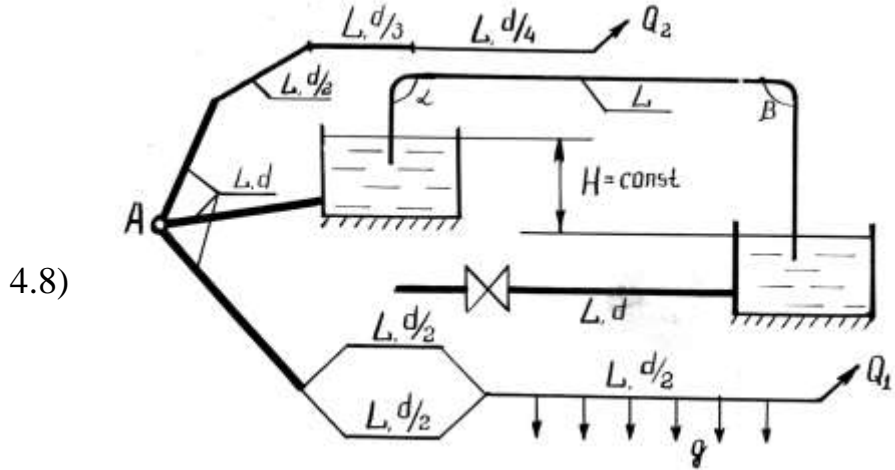 L, d/3
L, d/4
Q₂
L, d/2
α
L
β
L, d
H=const
A
4.8)
L, d
L, d/2
L, d/2
Q₁
L, d/2
g